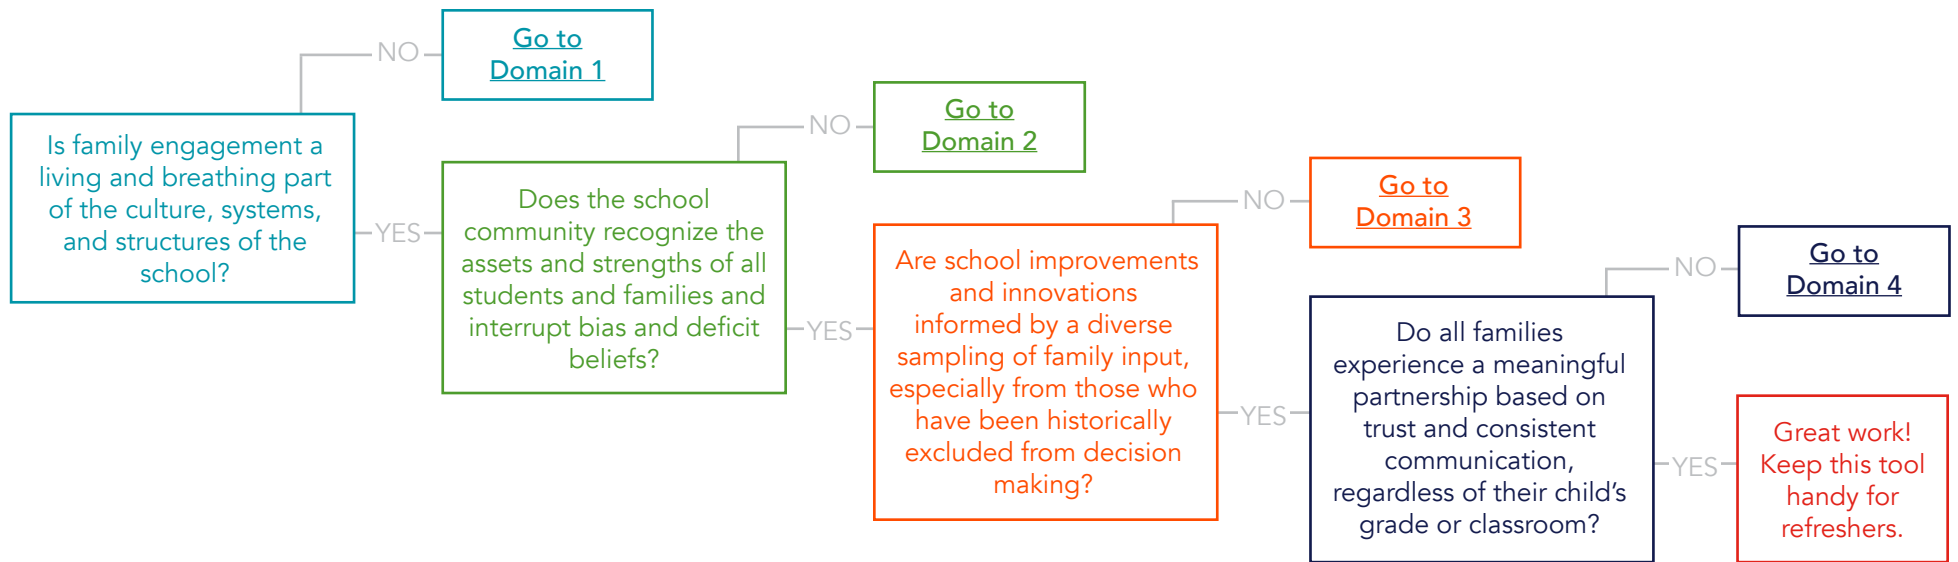 NO
Go to
Domain 1
Is family engagement a
living and breathing part
of the culture, systems,
and structures of the
school?
YES
NO
Go to
Domain 2
Does the school
community recognize the
assets and strengths of all
students and families and
interrupt bias and deficit
beliefs?
YES
NO
Go to
Domain 3
Are school improvements
and innovations
informed by a diverse
sampling of family input,
especially from those who
have been historically
excluded from decision
making?
YES
NO
Go to
Domain 4
Do all families
experience a meaningful
partnership based on
trust and consistent
communication,
regardless of their child’s
grade or classroom?
YES
Great work!
Keep this tool
handy for
refreshers.